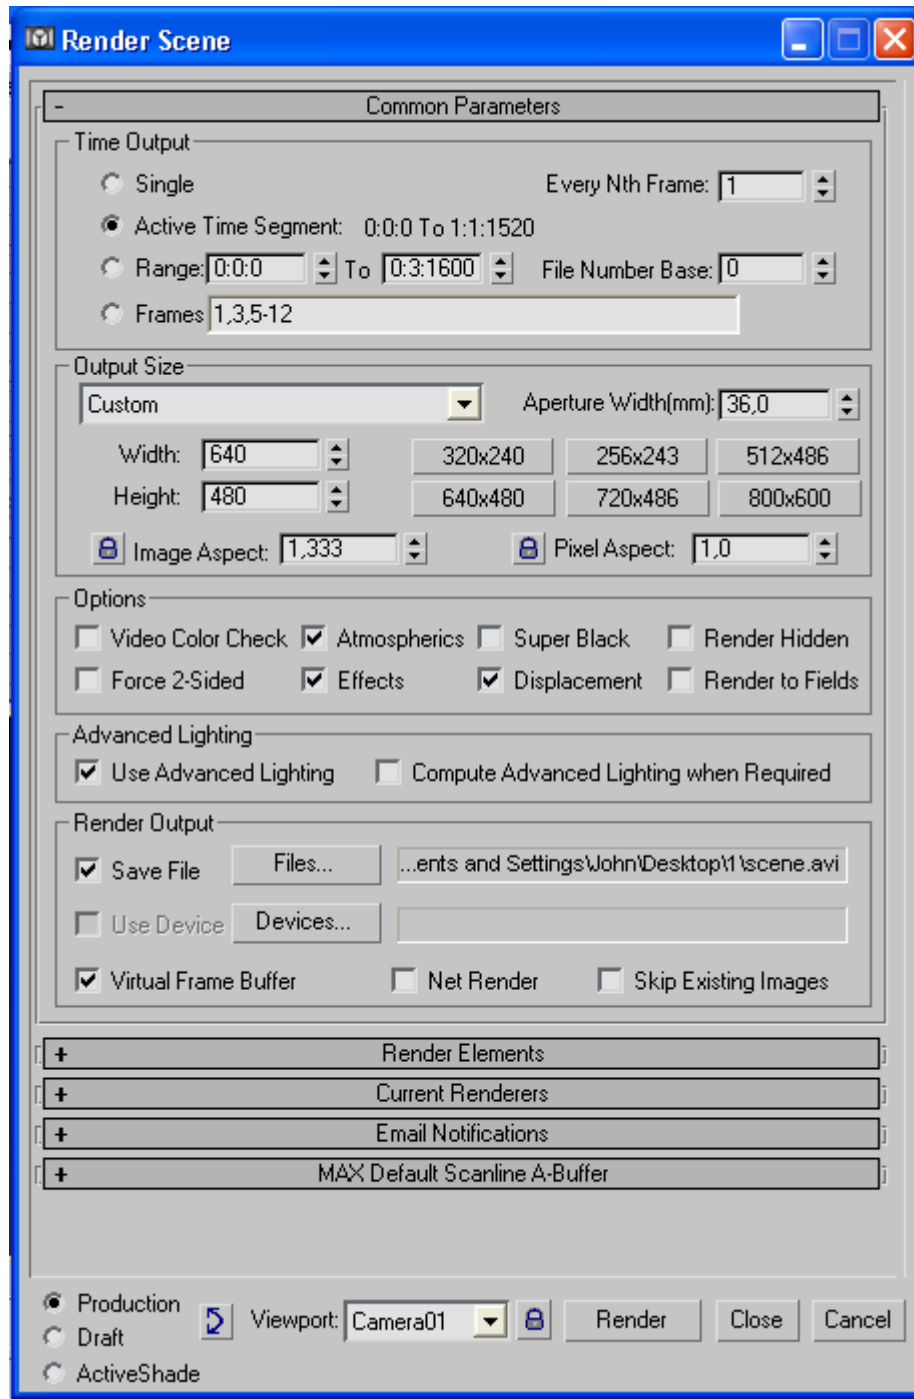 Render Scene
- Common Parameters
Time Output
Single Every Nth Frame: 1
Active Time Segment: 0:0:0 To 1:1:1520
Range: 0:0:0 To 0:3:1600 File Number Base: 0
Frames 1,3,5-12
Output Size
Custom Aperture Width(mm): 36,0
Width: 640 320x240 256x243 512x486
Height: 480 640x480 720x486 800x600
Image Aspect: 1,333 Pixel Aspect: 1,0
Options
Video Color Check Atmospherics Super Black Render Hidden
Force 2-Sided Effects Displacement Render to Fields
Advanced Lighting
Use Advanced Lighting Compute Advanced Lighting when Required
Render Output
Save File Files... ...ents and Settings\John\Desktop\1\scene.avi
Use Device Devices...
Virtual Frame Buffer Net Render Skip Existing Images
+ Render Elements
+ Current Renderers
+ Email Notifications
+ MAX Default Scanline A-Buffer
Production
Draft
ActiveShade
Viewport: Camera01 Render Close Cancel